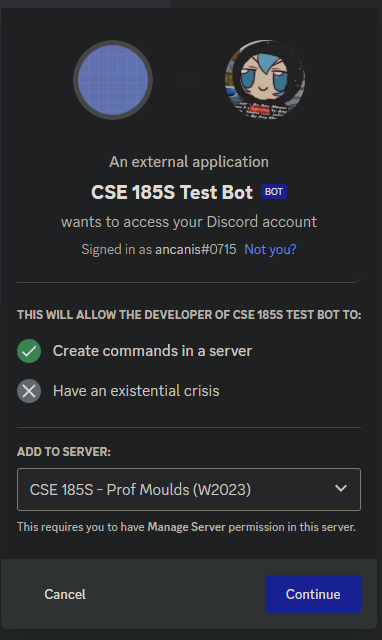 An external application
CSE 185S Test Bot BOT
wants to access your Discord account
Signed in as ancanis#0715 Not you?
THIS WILL ALLOW THE DEVELOPER OF CSE 185S TEST BOT TO:
Create commands in a server
Have an existential crisis
ADD TO SERVER:
CSE 185S - Prof Moulds (W2023)
This requires you to have Manage Server permission in this server.
Cancel
Continue